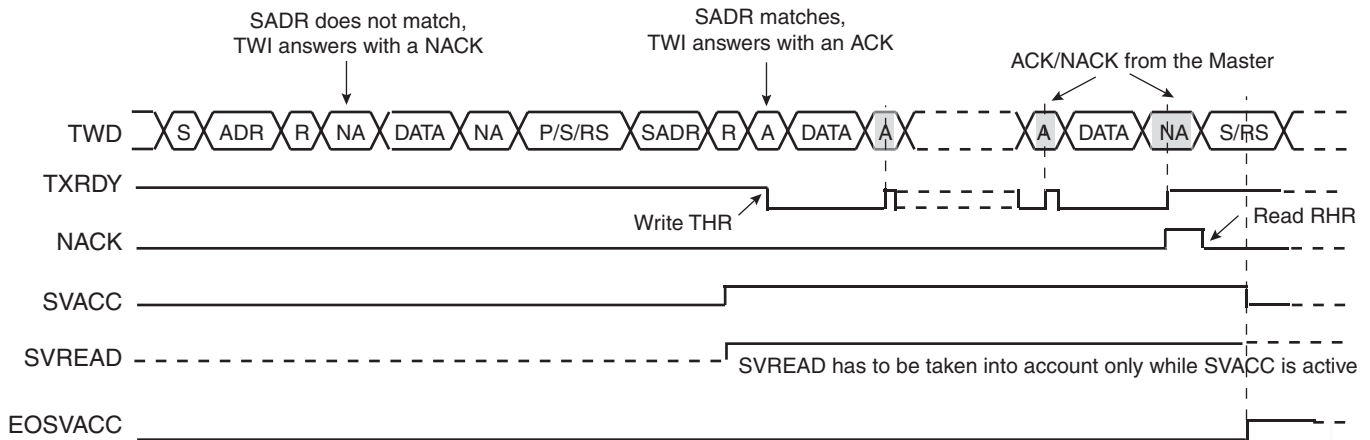 SADR does not match,
TWI answers with a NACK
SADR matches,
TWI answers with an ACK
ACK/NACK from the Master
TWD S ADR R NA DATA NA P/S/RS SADR R A DATA A A DATA NA S/RS
TXRDY
Write THR
Read RHR
NACK
SVACC
SVREAD
SVREAD has to be taken into account only while SVACC is active
EOSVACC